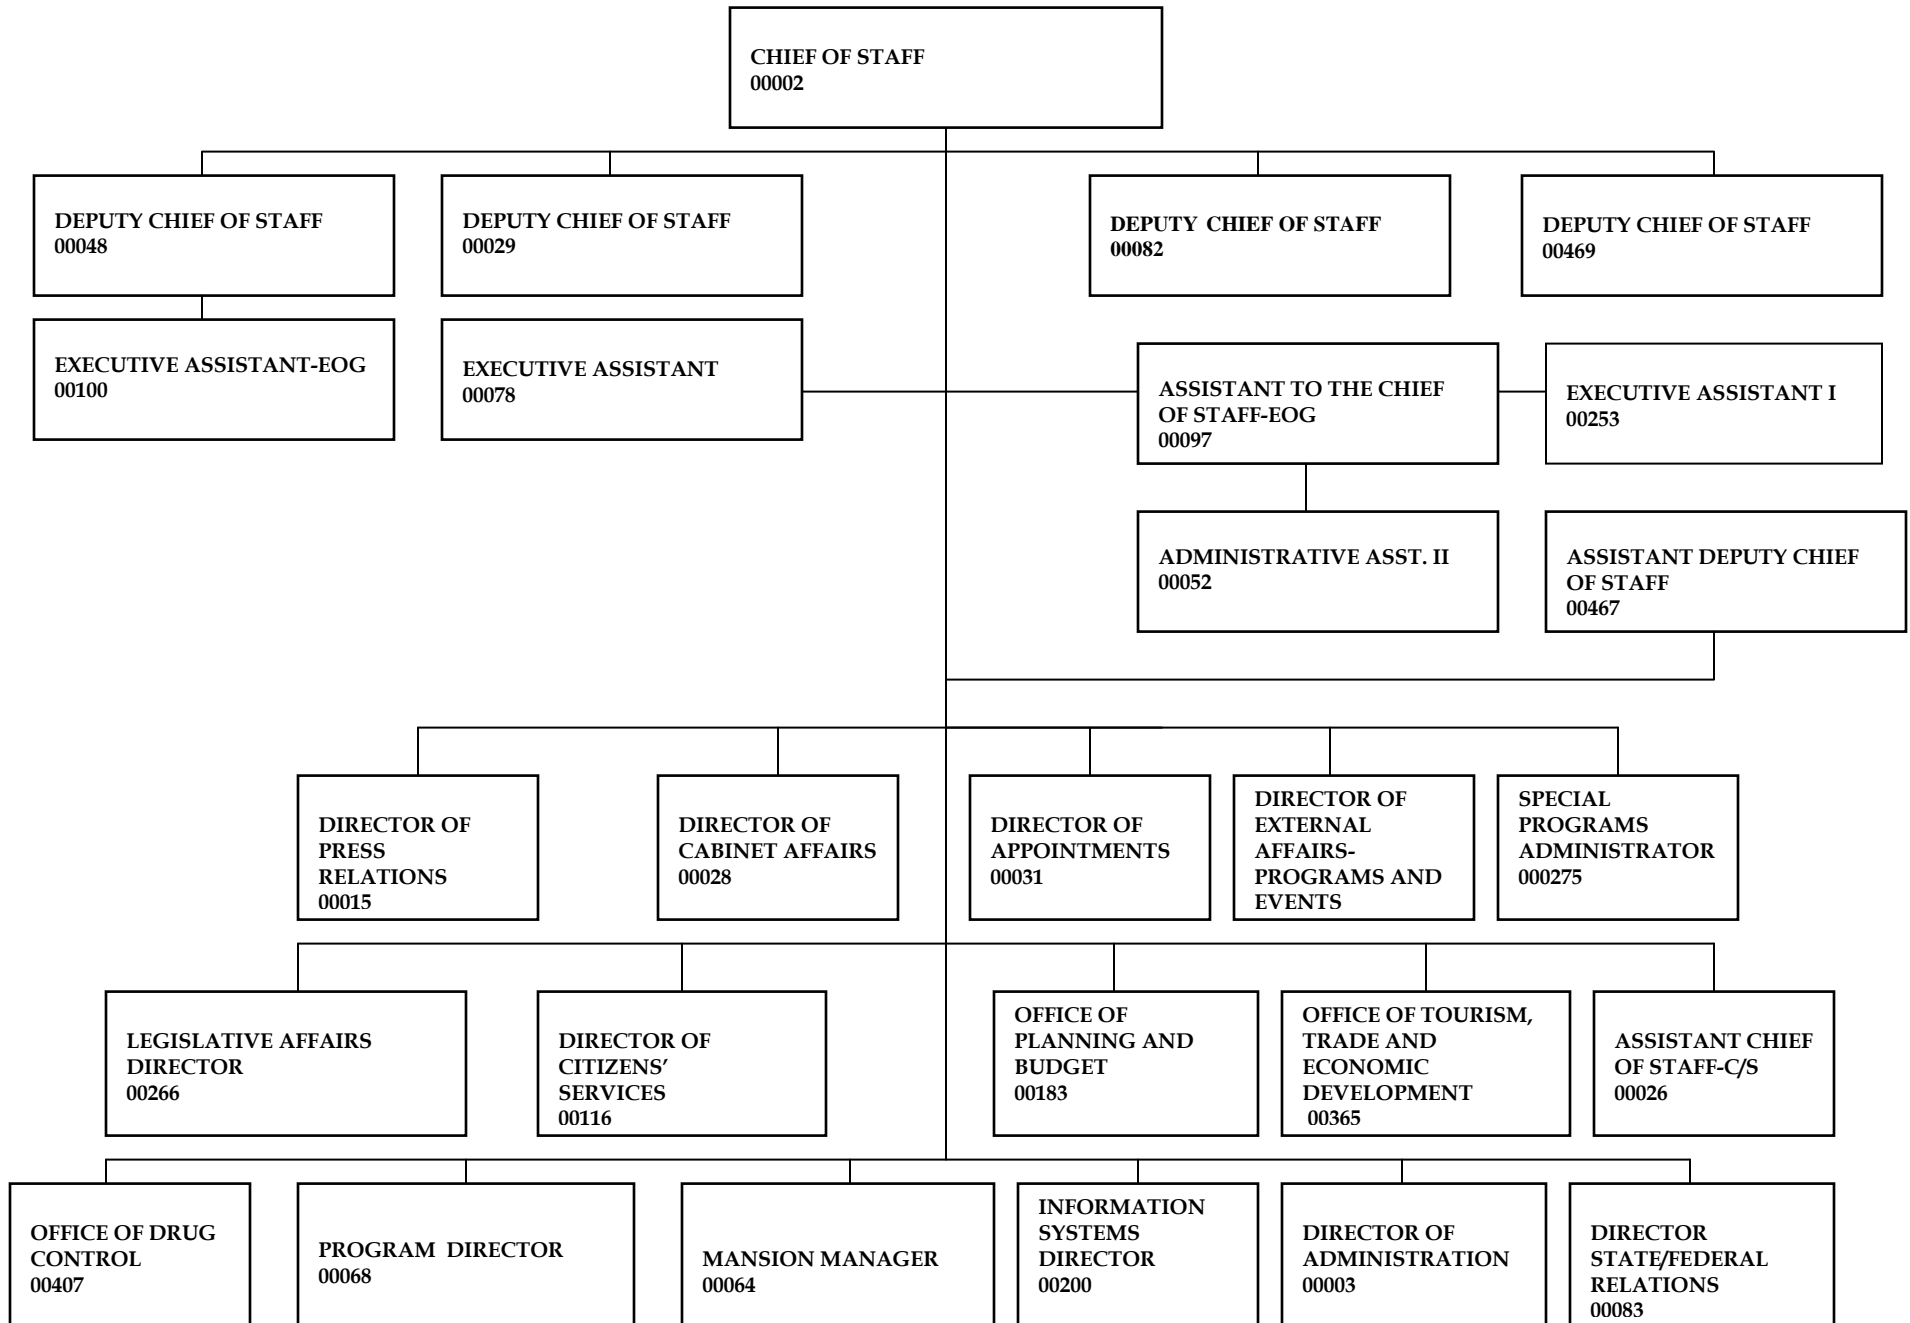 CHIEF OF STAFF
00002
DEPUTY CHIEF OF STAFF
00048
DEPUTY CHIEF OF STAFF
00029
DEPUTY CHIEF OF STAFF
00082
DEPUTY CHIEF OF STAFF
00469
EXECUTIVE ASSISTANT-EOG
00100
EXECUTIVE ASSISTANT
00078
ASSISTANT TO THE CHIEF
OF STAFF-EOG
00097
EXECUTIVE ASSISTANT I
00253
ADMINISTRATIVE ASST. II
00052
ASSISTANT DEPUTY CHIEF
OF STAFF
00467
DIRECTOR OF
PRESS
RELATIONS
00015
DIRECTOR OF
CABINET AFFAIRS
00028
DIRECTOR OF
APPOINTMENTS
00031
DIRECTOR OF
EXTERNAL
AFFAIRS-
PROGRAMS AND
EVENTS
SPECIAL
PROGRAMS
ADMINISTRATOR
000275
LEGISLATIVE AFFAIRS
DIRECTOR
00266
DIRECTOR OF
CITIZENS’
SERVICES
00116
OFFICE OF
PLANNING AND
BUDGET
00183
OFFICE OF TOURISM,
TRADE AND
ECONOMIC
DEVELOPMENT
00365
ASSISTANT CHIEF
OF STAFF-C/S
00026
OFFICE OF DRUG
CONTROL
00407
PROGRAM DIRECTOR
00068
MANSION MANAGER
00064
INFORMATION
SYSTEMS
DIRECTOR
00200
DIRECTOR OF
ADMINISTRATION
00003
DIRECTOR
STATE/FEDERAL
RELATIONS
00083